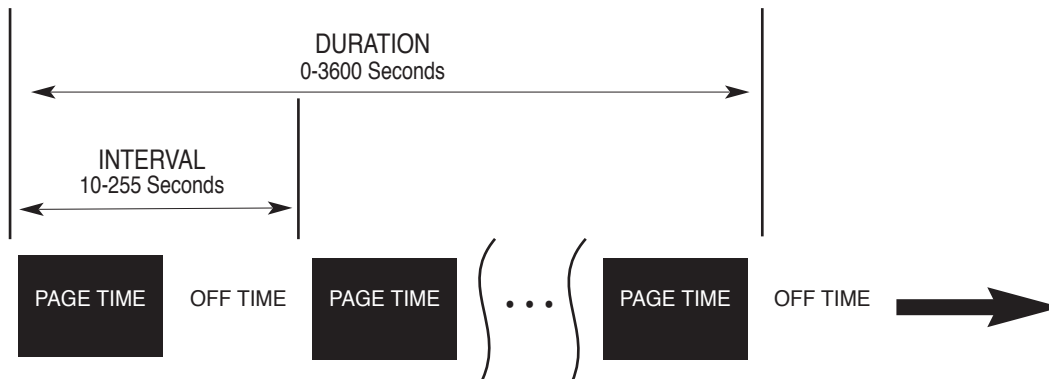 DURATION
0-3600 Seconds
INTERVAL
10-255 Seconds
PAGE TIME
OFF TIME
PAGE TIME
• • •
PAGE TIME
OFF TIME